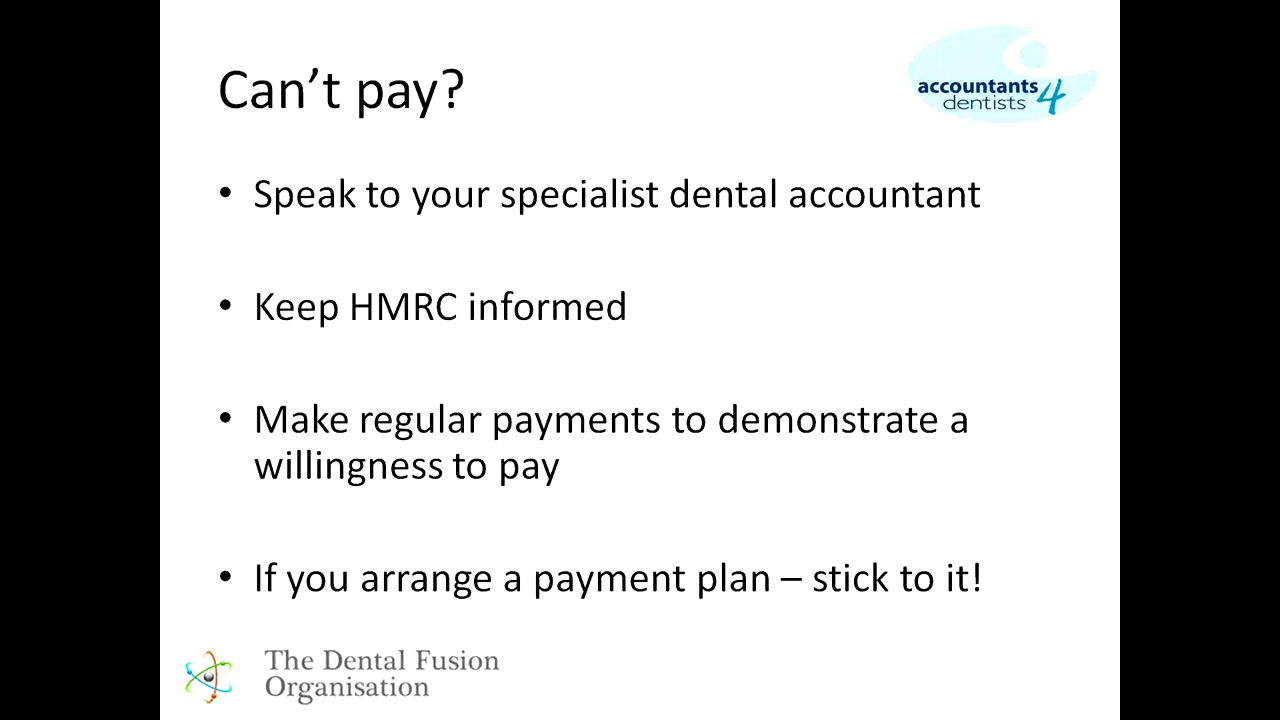 Can’t pay?
accountants
dentists 4
• Speak to your specialist dental accountant
• Keep HMRC informed
• Make regular payments to demonstrate a
willingness to pay
• If you arrange a payment plan – stick to it!
The Dental Fusion
Organisation